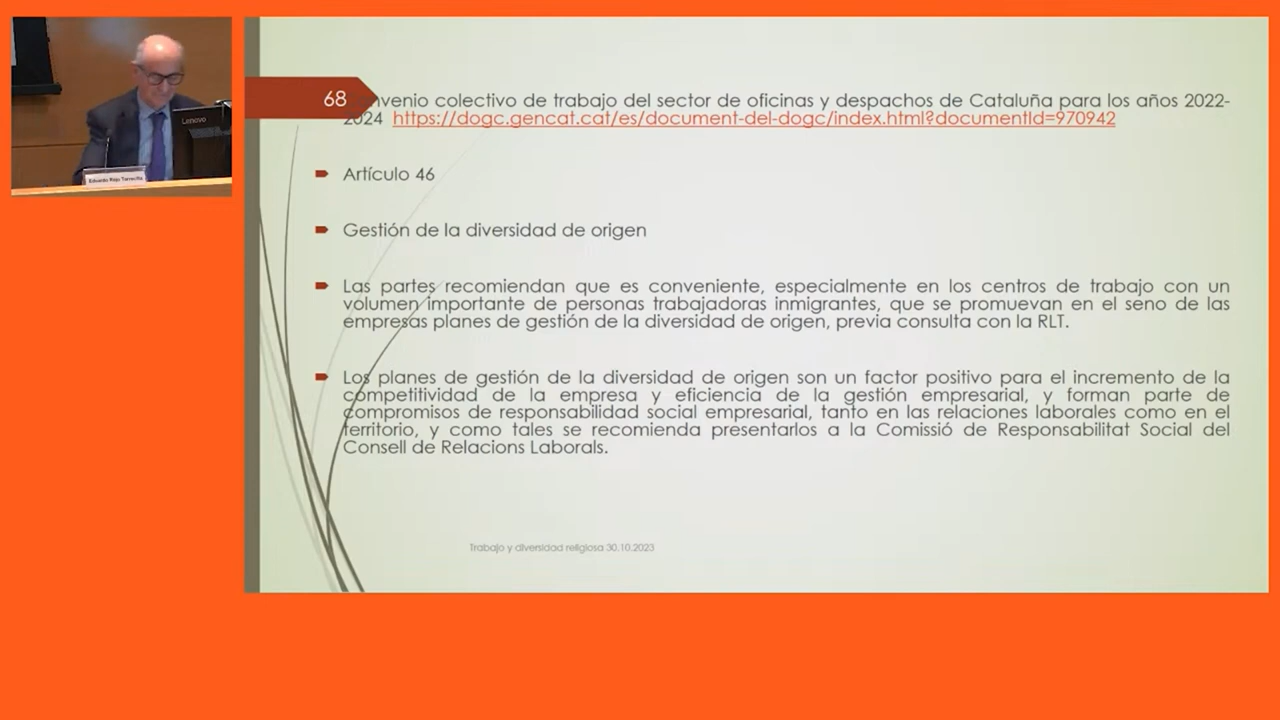 Lenovo
Eduardo Rojo Torrecilla
68
nvenio colectivo de trabajo del sector de oficinas y despachos de Cataluña para los años 2022-
2024 https://dogc.gencat.cat/es/document-del-dogc/index.html?documentId=970942
Artículo 46
Gestión de la diversidad de origen
Las partes recomiendan que es conveniente, especialmente en los centros de trabajo con un
volumen importante de personas trabajadoras inmigrantes, que se promuevan en el seno de las
empresas planes de gestión de la diversidad de origen, previa consulta con la RLT.
Los planes de gestión de la diversidad de origen son un factor positivo para el incremento de la
competitividad de la empresa y eficiencia de la gestión empresarial, y forman parte de
compromisos de responsabilidad social empresarial, tanto en las relaciones laborales como en el
territorio, y como tales se recomienda presentarlos a la Comissió de Responsabilitat Social del
Consell de Relacions Laborals.
Trabajo y diversidad religiosa 30.10.2023